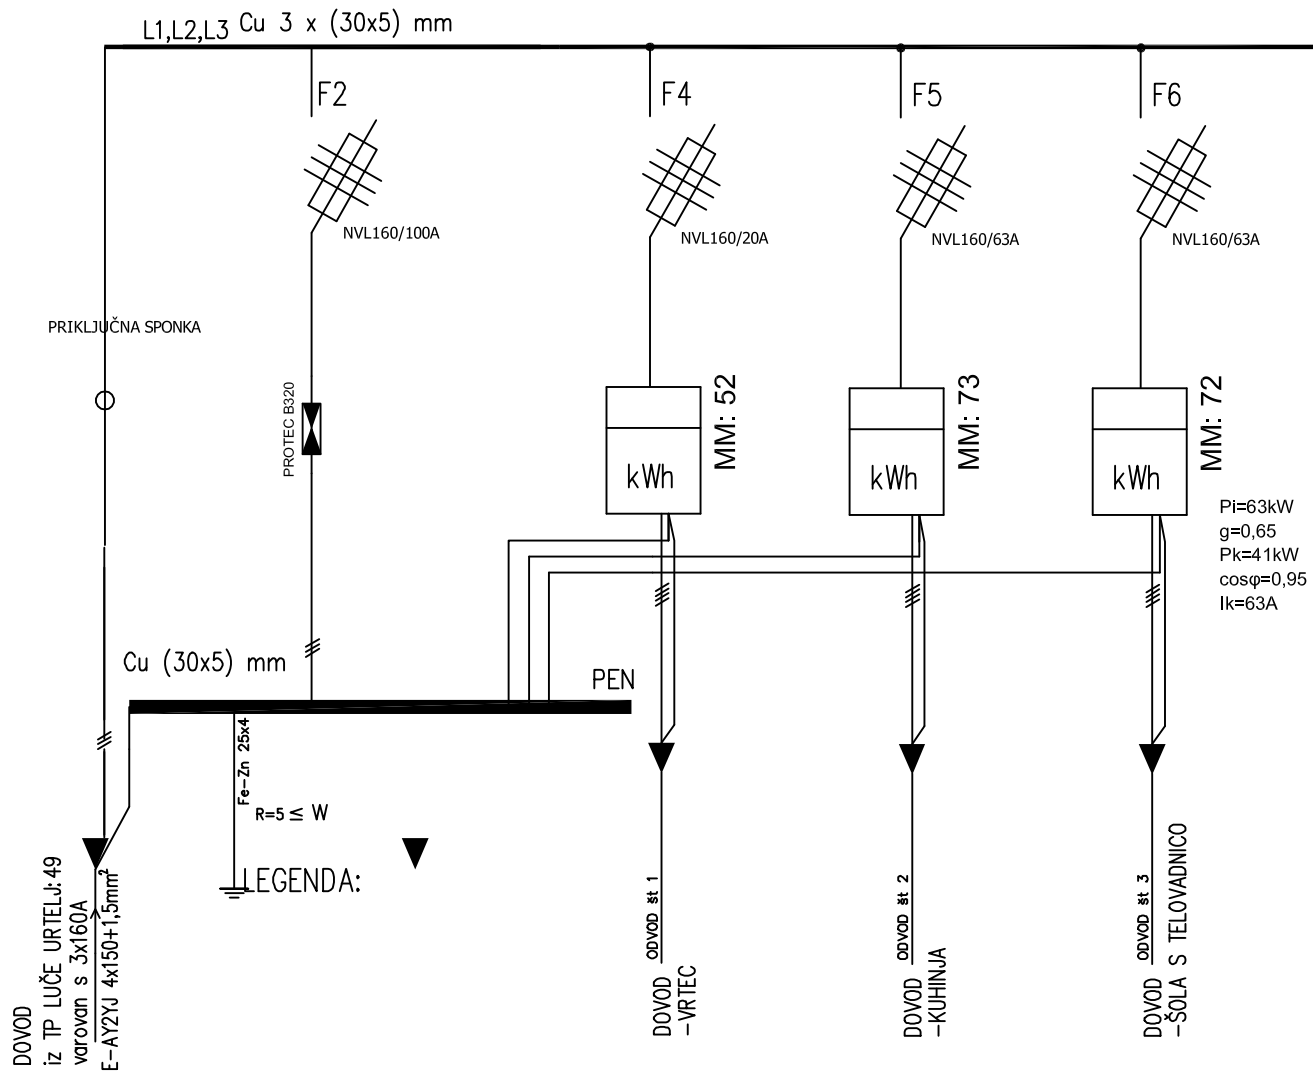 L1,L2,L3 Cu 3 x (30x5) mm
F2
F4
F5
F6
NVL160/100A
NVL160/20A
NVL160/63A
NVL160/63A
PRIKLJUČNA SPONKA
PROTEC B320
kWh
MM: 52
kWh
MM: 73
kWh
MM: 72
Pi=63kW
g=0,65
Pk=41kW
cosφ=0,95
Ik=63A
Cu (30x5) mm
PEN
Fe-Zn 25x4
R=5 ≤ W
LEGENDA:
DOVOD
iz TP LUČE URTELJ:49
varovan s 3x160A
E-AY2YJ 4x150+1,5mm²
ODVOD št 1
DOVOD
-VRTEC
ODVOD št 2
DOVOD
-KUHINJA
ODVOD št 3
DOVOD
-ŠOLA S TELOVADNICO